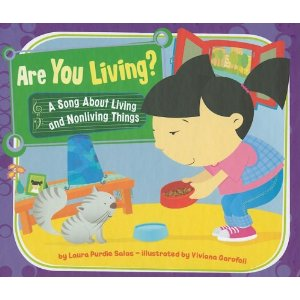 Are You Living?
A Song About Living
and Nonliving Things
by Laura Purdie Salas – illustrated by Viviana Garofoli